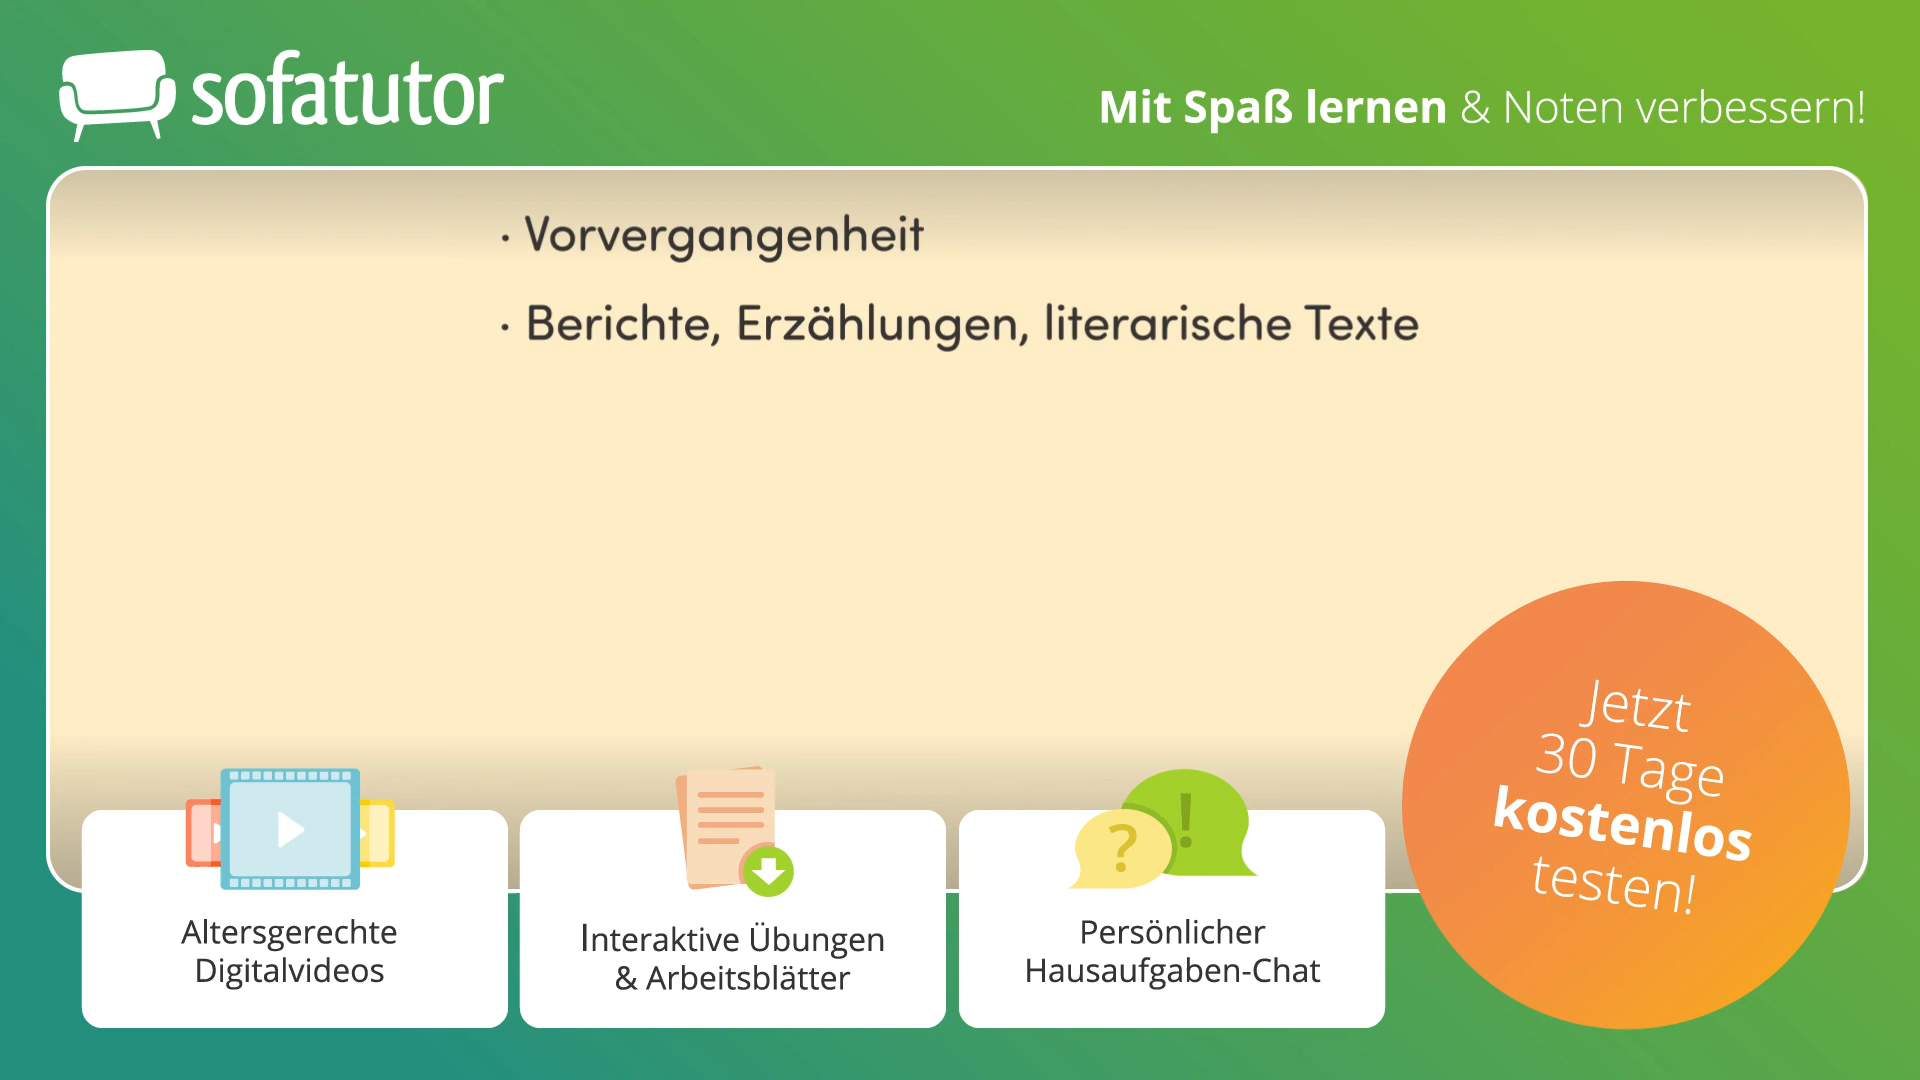 sofatutor
Mit Spaß lernen & Noten verbessern!
· Vorvergangenheit
· Berichte, Erzählungen, literarische Texte
Jetzt
30 Tage
kostenlos
testen!
? !
Altersgerechte
Digitalvideos
Interaktive Übungen
& Arbeitsblätter
Persönlicher
Hausaufgaben-Chat